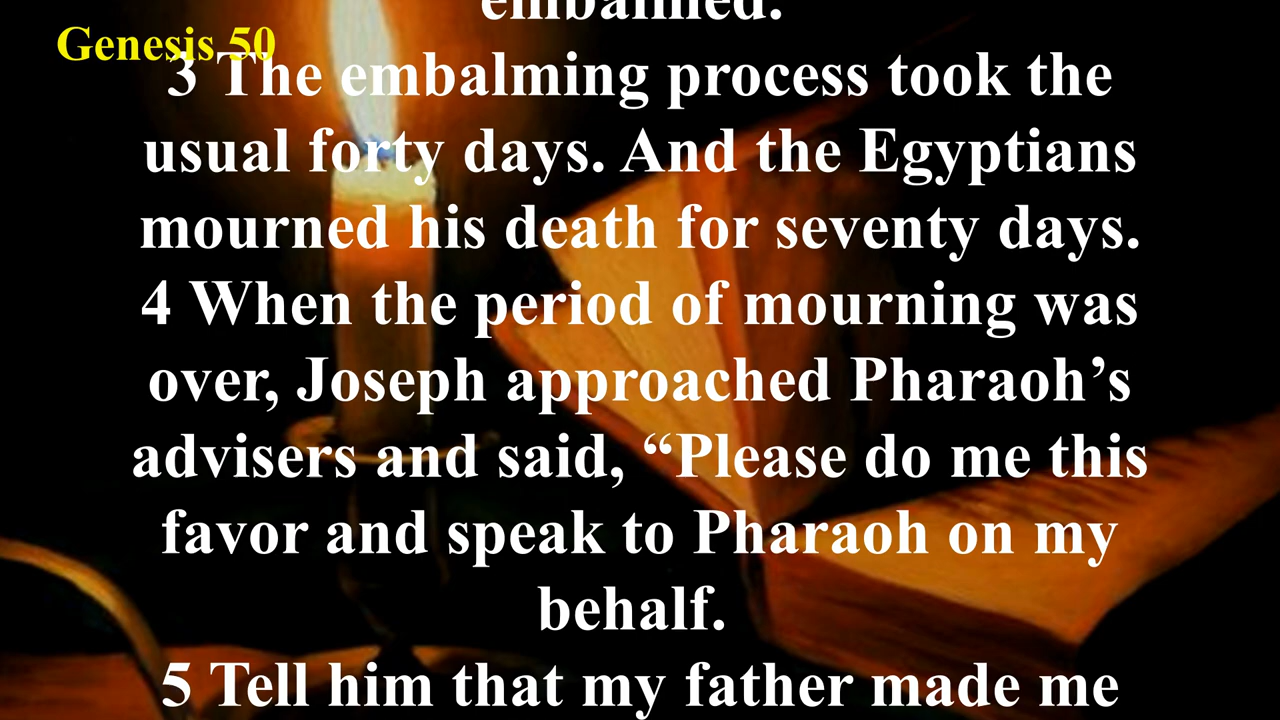 embalmed.
Genesis 50
3 The embalming process took the
usual forty days. And the Egyptians
mourned his death for seventy days.
4 When the period of mourning was
over, Joseph approached Pharaoh’s
advisers and said, “Please do me this
favor and speak to Pharaoh on my
behalf.
5 Tell him that my father made me